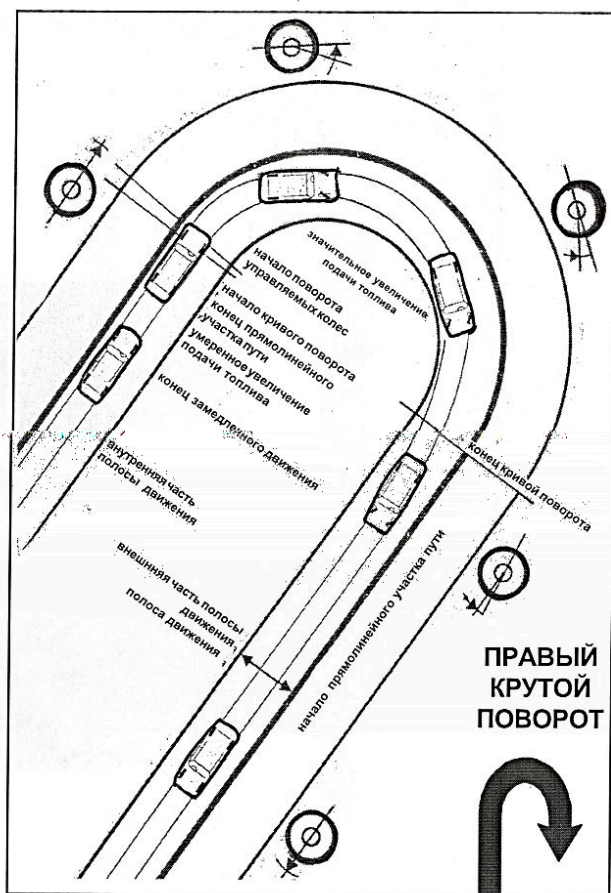 значительное увеличение
подачи топлива
начало поворота
управляемых колес
начало кривого поворота
конец прямолинейного
участка пути
умеренное увеличение
подачи топлива
конец замедленного движения
внутренняя часть
полосы движения
внешняя часть полосы
движения
полоса движения
конец кривой поворота
начало прямолинейного участка пути
ПРАВЫЙ
КРУТОЙ
ПОВОРОТ